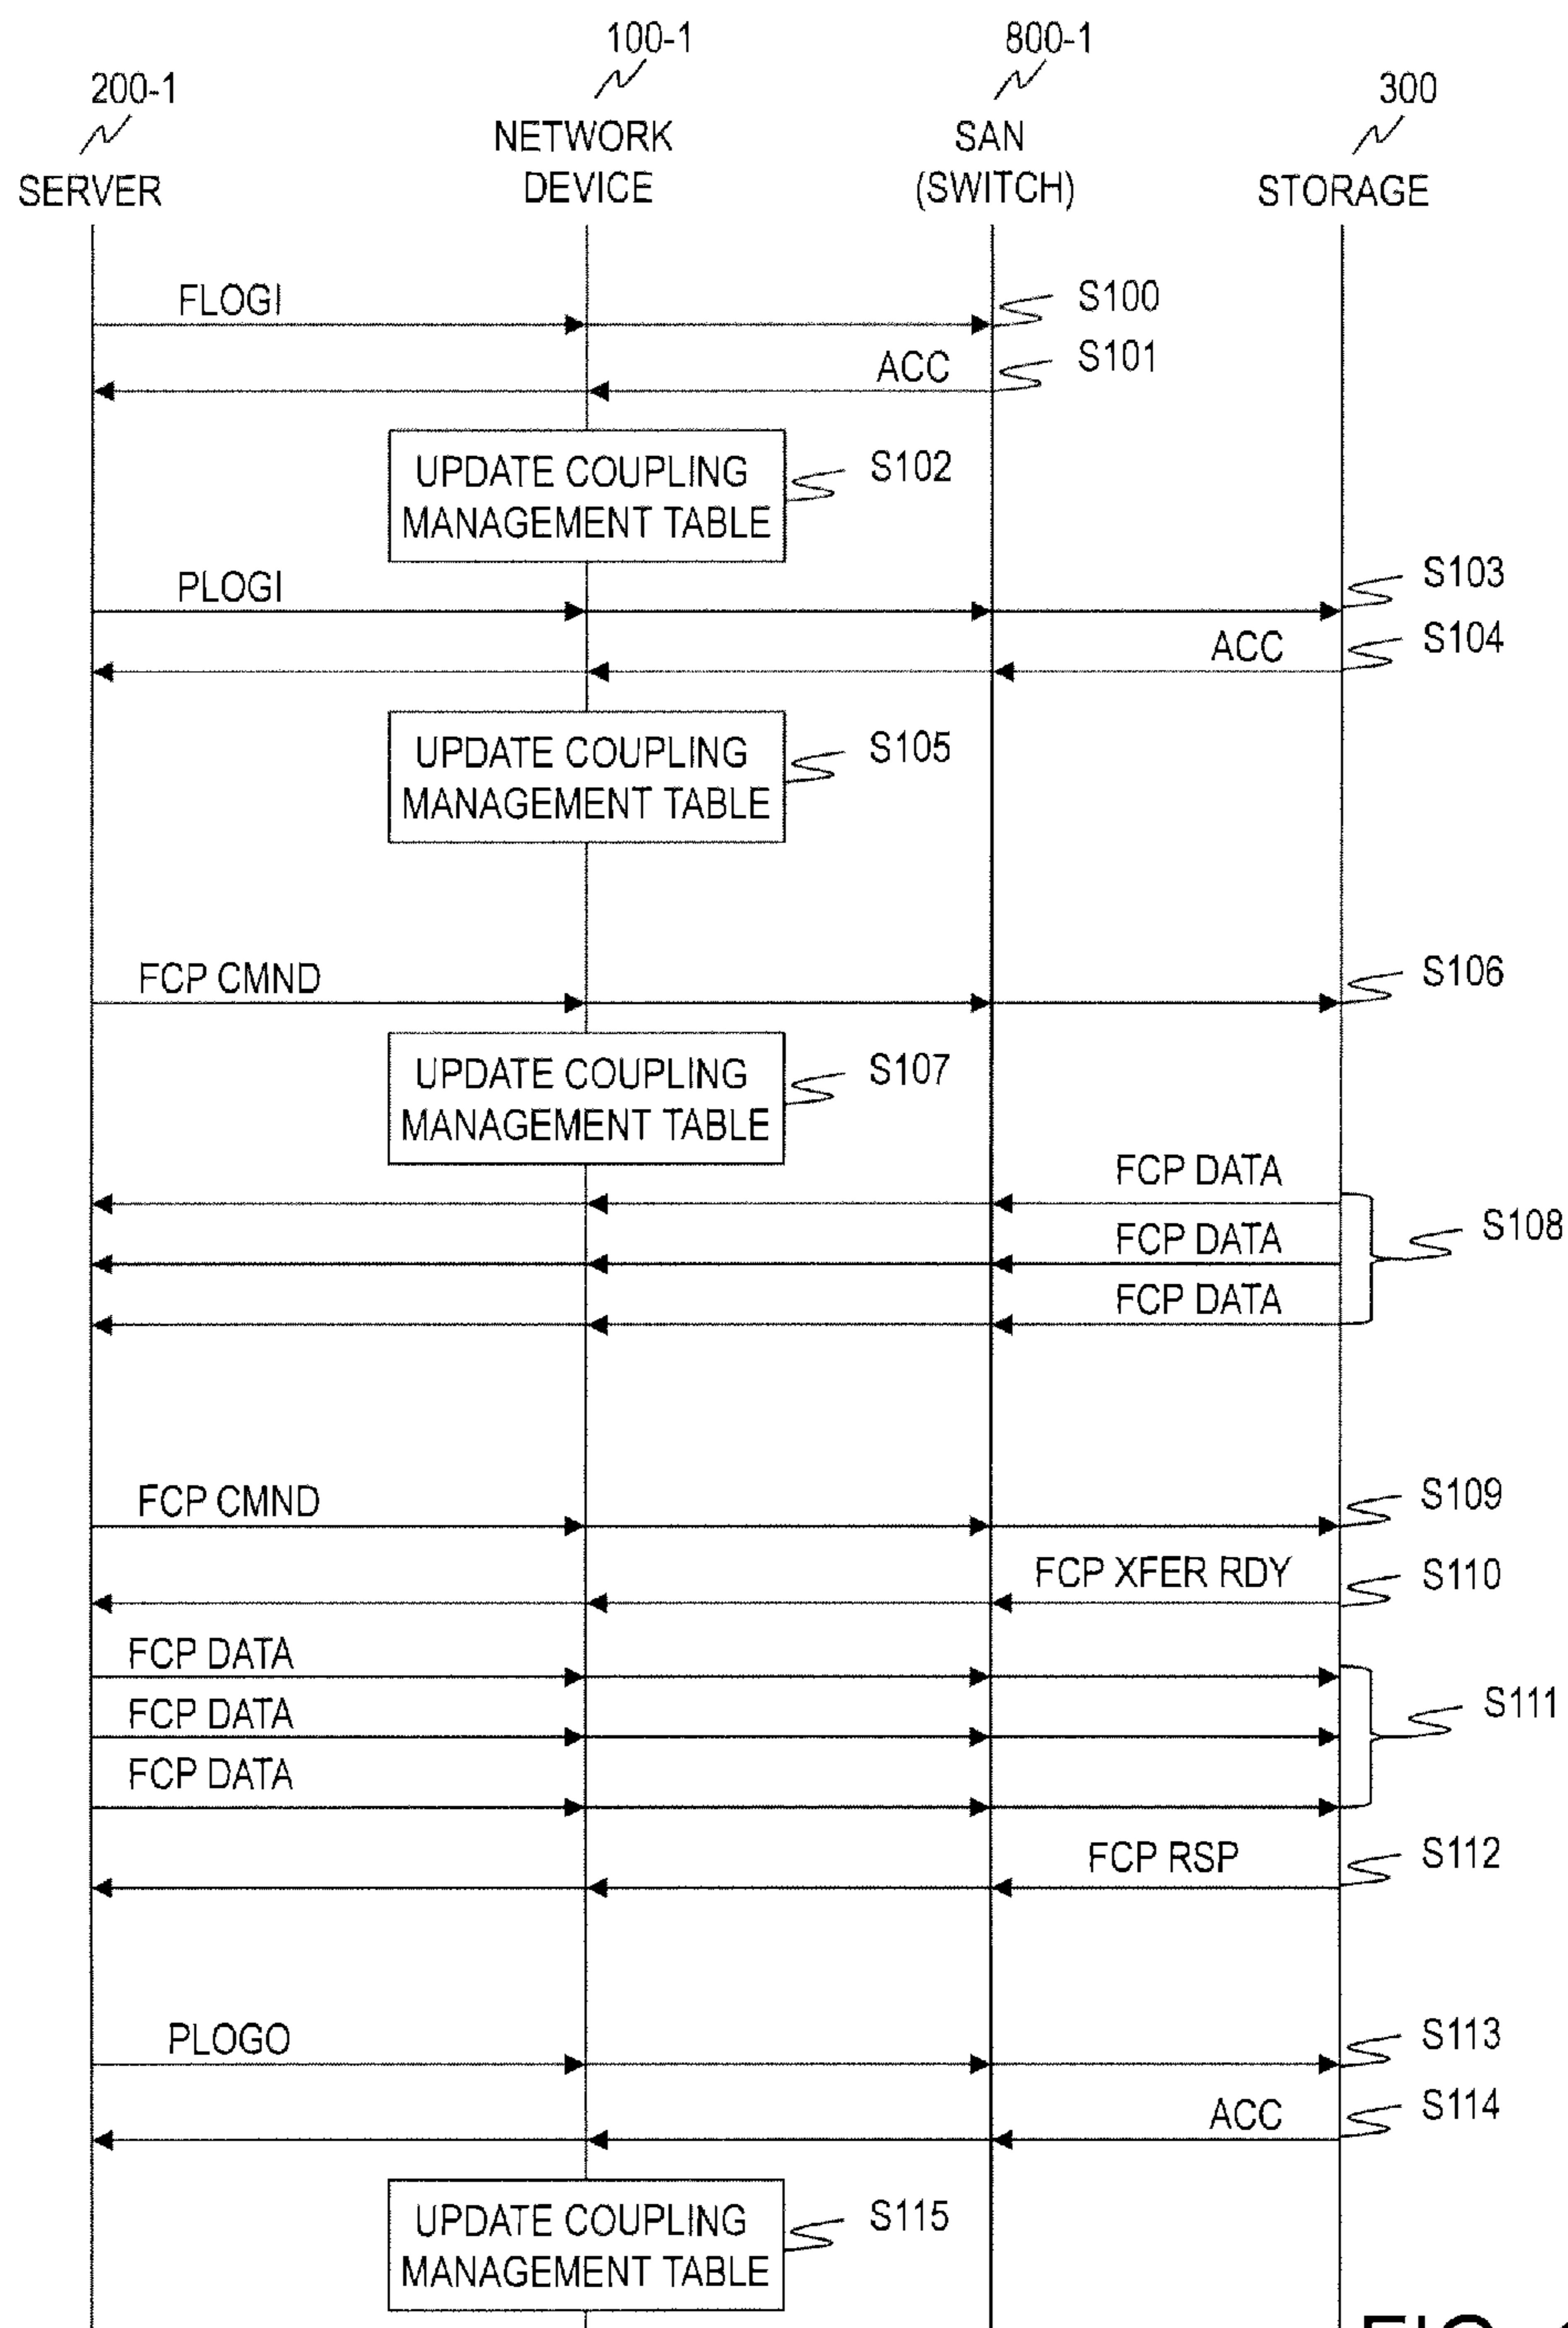 100-1
800-1
200-1
300
NETWORK
DEVICE
SAN
(SWITCH)
SERVER
STORAGE
FLOGI
S100
ACC
S101
UPDATE COUPLING
MANAGEMENT TABLE
S102
PLOGI
S103
ACC
S104
UPDATE COUPLING
MANAGEMENT TABLE
S105
FCP CMND
S106
UPDATE COUPLING
MANAGEMENT TABLE
S107
FCP DATA
FCP DATA
S108
FCP DATA
FCP CMND
S109
FCP XFER RDY
S110
FCP DATA
FCP DATA
S111
FCP DATA
FCP RSP
S112
PLOGO
S113
ACC
S114
UPDATE COUPLING
MANAGEMENT TABLE
S115